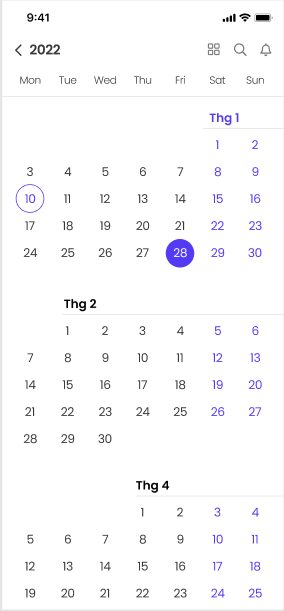 9:41
2022
Mon Tue Wed Thu Fri Sat Sun
Thg 1
1 2
3 4 5 6 7 8 9
10 11 12 13 14 15 16
17 18 19 20 21 22 23
24 25 26 27 28 29 30
Thg 2
1 2 3 4 5 6
7 8 9 10 11 12 13
14 15 16 17 18 19 20
21 22 23 24 25 26 27
28 29 30
Thg 4
1 2 3 4
5 6 7 8 9 10 11
12 13 14 15 16 17 18
19 20 21 22 23 24 25